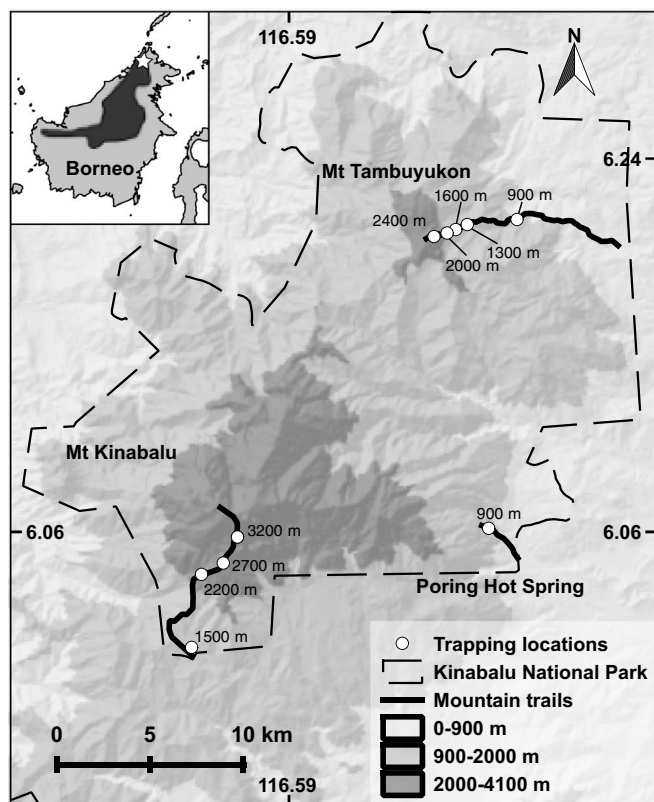 116.59
N
Borneo
6.24
Mt Tambuyukon
1600 m
900 m
2400 m
1300 m
2000 m
Mt Kinabalu
900 m
6.06
3200 m
6.06
2700 m
2200 m
Poring Hot Spring
1500 m
Trapping locations
Kinabalu National Park
Mountain trails
0-900 m
900-2000 m
2000-4100 m
0 5 10 km
116.59